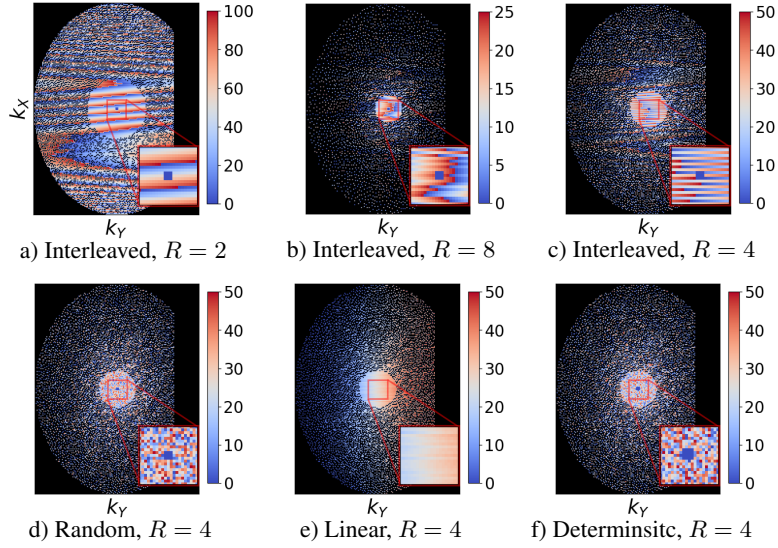 100
80
60
40
20
0
k_X
k_Y
a) Interleaved, R = 2
25
20
15
10
5
0
k_Y
b) Interleaved, R = 8
50
40
30
20
10
0
k_Y
c) Interleaved, R = 4
50
40
30
20
10
0
k_Y
d) Random, R = 4
50
40
30
20
10
0
k_Y
e) Linear, R = 4
50
40
30
20
10
0
k_Y
f) Determinsitc, R = 4